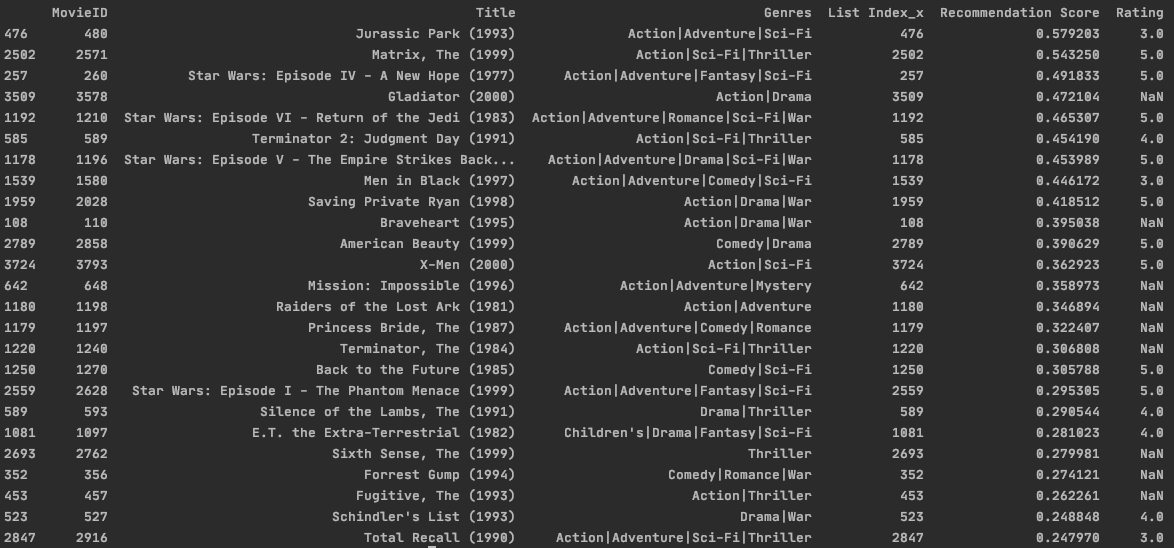 MovieID Title Genres List Index_x Recommendation Score Rating
476 480 Jurassic Park (1993) Action|Adventure|Sci-Fi 476 0.579203 3.0
2502 2571 Matrix, The (1999) Action|Sci-Fi|Thriller 2502 0.543250 5.0
257 260 Star Wars: Episode IV - A New Hope (1977) Action|Adventure|Fantasy|Sci-Fi 257 0.491833 5.0
3509 3578 Gladiator (2000) Action|Drama 3509 0.472104 NaN
1192 1210 Star Wars: Episode VI - Return of the Jedi (1983) Action|Adventure|Romance|Sci-Fi|War 1192 0.465307 5.0
585 589 Terminator 2: Judgment Day (1991) Action|Sci-Fi|Thriller 585 0.454190 4.0
1178 1196 Star Wars: Episode V - The Empire Strikes Back... Action|Adventure|Drama|Sci-Fi|War 1178 0.453989 5.0
1539 1580 Men in Black (1997) Action|Adventure|Comedy|Sci-Fi 1539 0.446172 3.0
1959 2028 Saving Private Ryan (1998) Action|Drama|War 1959 0.418512 5.0
108 110 Braveheart (1995) Action|Drama|War 108 0.395038 NaN
2789 2858 American Beauty (1999) Comedy|Drama 2789 0.390629 5.0
3724 3793 X-Men (2000) Action|Sci-Fi 3724 0.362923 5.0
642 648 Mission: Impossible (1996) Action|Adventure|Mystery 642 0.358973 NaN
1180 1198 Raiders of the Lost Ark (1981) Action|Adventure 1180 0.346894 NaN
1179 1197 Princess Bride, The (1987) Action|Adventure|Comedy|Romance 1179 0.322407 NaN
1220 1240 Terminator, The (1984) Action|Sci-Fi|Thriller 1220 0.306808 NaN
1250 1270 Back to the Future (1985) Comedy|Sci-Fi 1250 0.305788 5.0
2559 2628 Star Wars: Episode I - The Phantom Menace (1999) Action|Adventure|Fantasy|Sci-Fi 2559 0.295305 5.0
589 593 Silence of the Lambs, The (1991) Drama|Thriller 589 0.290544 4.0
1081 1097 E.T. the Extra-Terrestrial (1982) Children's|Drama|Fantasy|Sci-Fi 1081 0.281023 4.0
2693 2762 Sixth Sense, The (1999) Thriller 2693 0.279981 NaN
352 356 Forrest Gump (1994) Comedy|Romance|War 352 0.274121 NaN
453 457 Fugitive, The (1993) Action|Thriller 453 0.262261 NaN
523 527 Schindler's List (1993) Drama|War 523 0.248848 4.0
2847 2916 Total Recall (1990) Action|Adventure|Sci-Fi|Thriller 2847 0.247970 3.0